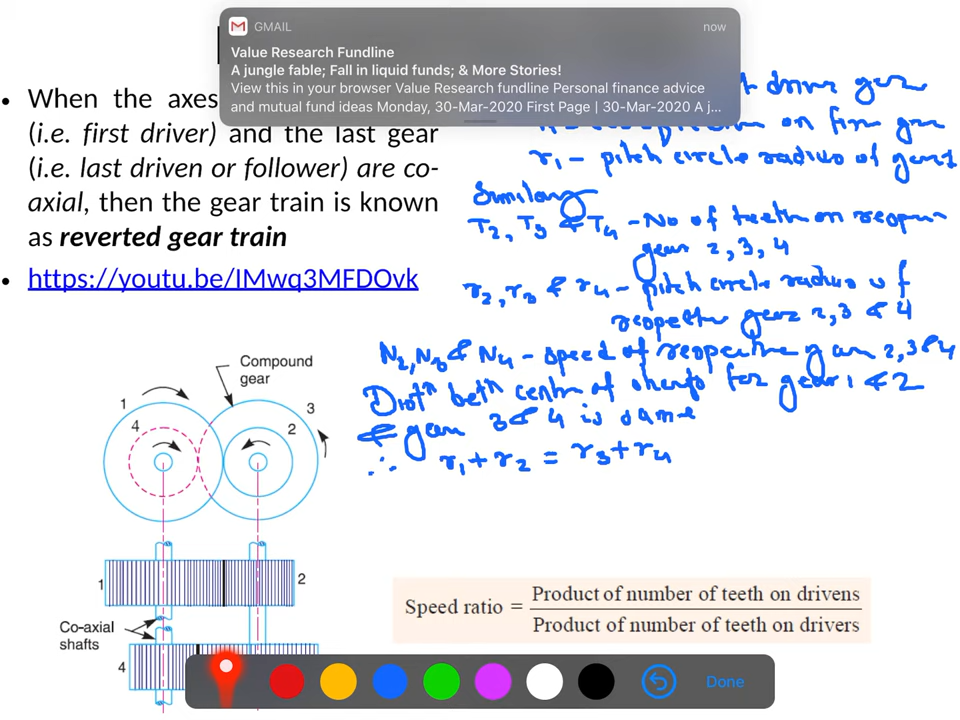 GMAIL
now
Value Research Fundline
A jungle fable; Fall in liquid funds; & More Stories!
View this in your browser Value Research fundline Personal finance advice
and mutual fund ideas Monday, 30-Mar-2020 First Page | 30-Mar-2020 A j...
• When the axes
(i.e. first driver) and the last gear
(i.e. last driven or follower) are co-
axial, then the gear train is known
as reverted gear train
• https://youtu.be/IMwq3MFDOvk
driver gear
on first gear
r1 - pitch circle radius of gear 1
Similarly
T2, T3 & T4 - No of teeth on
gear 2, 3, 4
r2, r3 & r4 - pitch circle radius of
gear 2, 3 & 4
N2, N3 & N4 - speed of respective gear 2, 3 & 4
Distn betn centre of shafts for gear 1 & 2
& gear 3 & 4 is same
∴ r1 + r2 = r3 + r4
Compound
gear
1
3
4
2
1
2
Co-axial
shafts
4
Speed ratio = Product of number of teeth on drivens
Product of number of teeth on drivers
Done